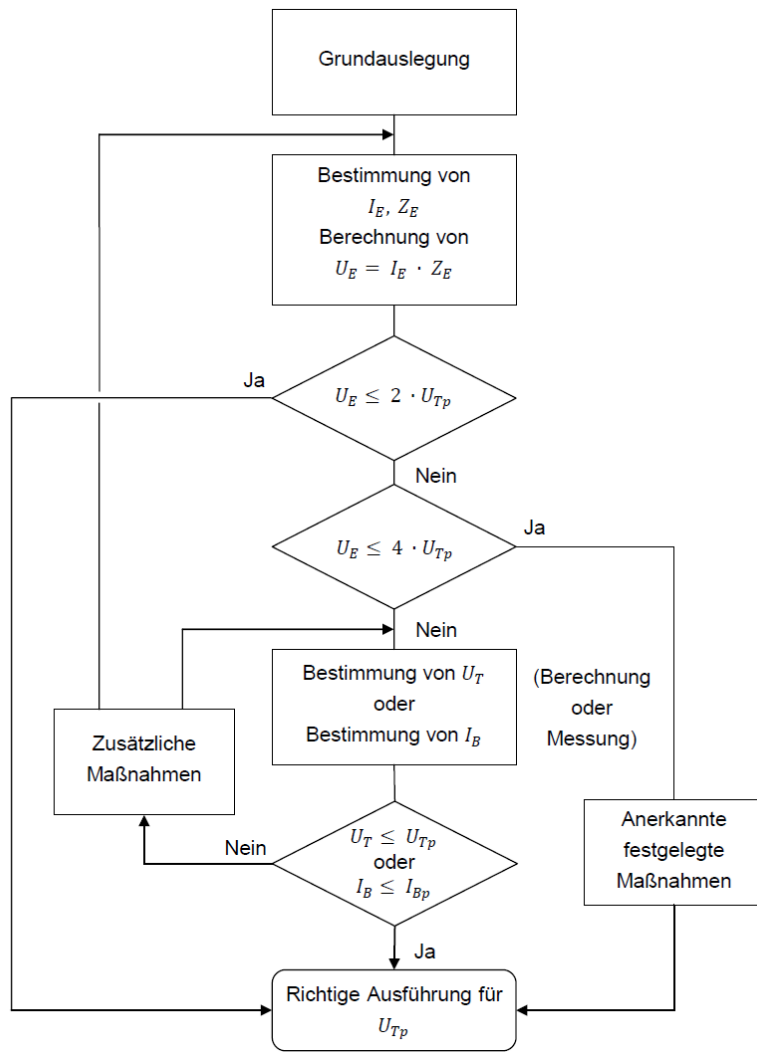 Grundauslegung
Bestimmung von
I_E, Z_E
Berechnung von
U_E = I_E · Z_E
Ja
U_E ≤ 2 · U_Tp
Nein
U_E ≤ 4 · U_Tp
Ja
Nein
Bestimmung von U_T
oder
Bestimmung von I_B
(Berechnung
oder
Messung)
Zusätzliche
Maßnahmen
Nein
U_T ≤ U_Tp
oder
I_B ≤ I_Bp
Anerkannte
festgelegte
Maßnahmen
Ja
Richtige Ausführung für
U_Tp